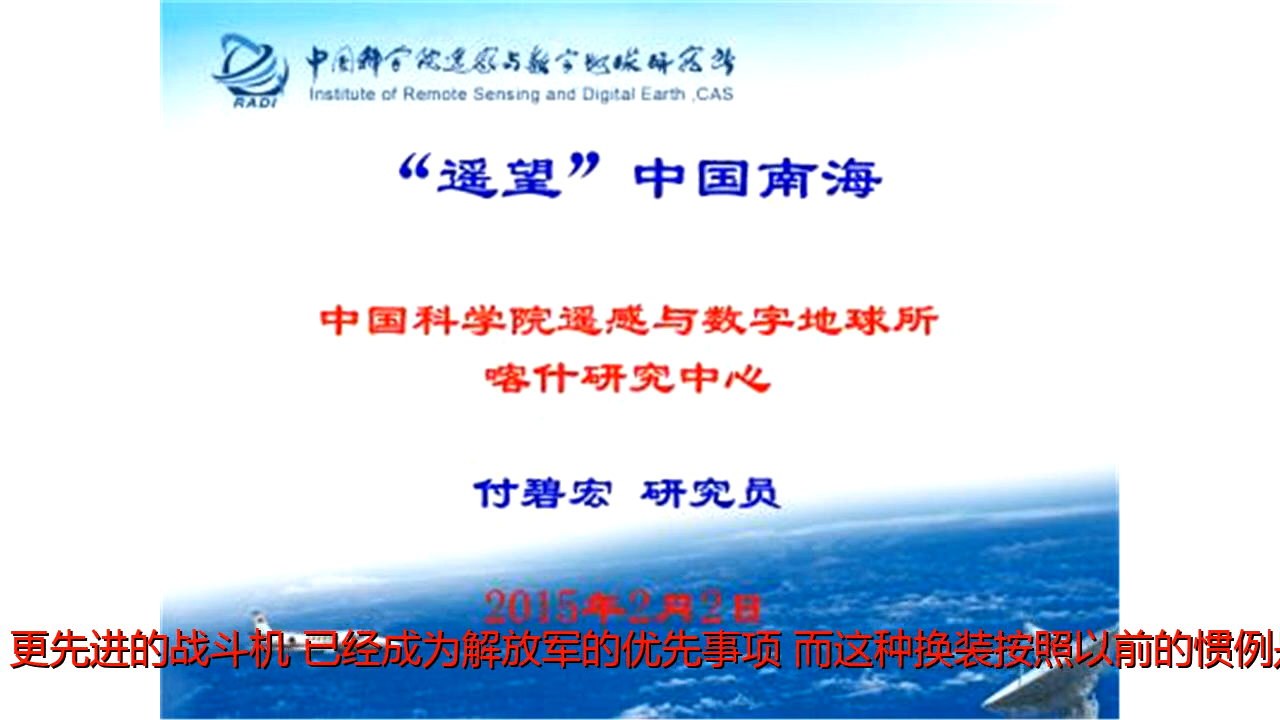 中国科学院遥感与数字地球研究所
RADI
Institute of Remote Sensing and Digital Earth ,CAS
“遥望”中国南海
中国科学院遥感与数字地球所
喀什研究中心
付碧宏 研究员
2015年2月2日
更先进的战斗机 已经成为解放军的优先事项 而这种换装按照以前的惯例